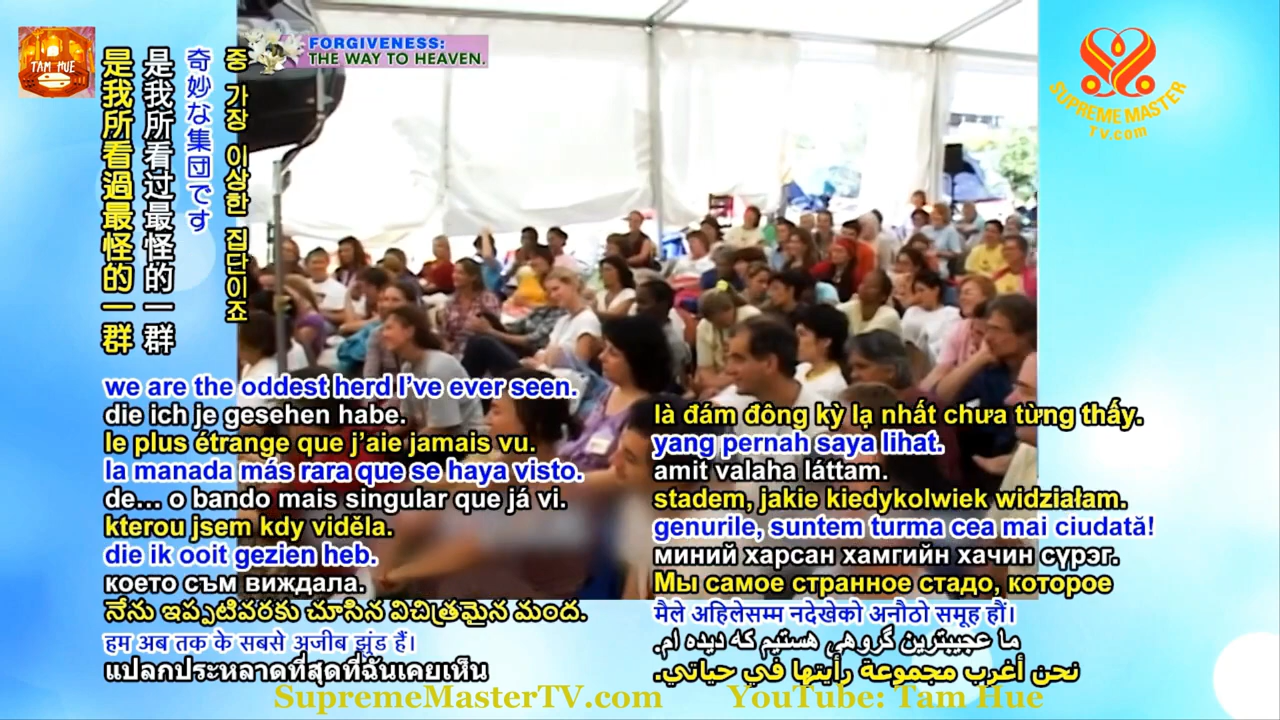 TAM HUE
FORGIVENESS:
THE WAY TO HEAVEN.
SUPREME MASTER
TV.com
중 가장 이상한 집단이죠
奇妙な集団です
是我所看过最怪的一群
是我所看過最怪的一群
we are the oddest herd I've ever seen.
die ich je gesehen habe.
le plus étrange que j'aie jamais vu.
la manada más rara que se haya visto.
de... o bando mais singular que já vi.
kterou jsem kdy viděla.
die ik ooit gezien heb.
което съм виждала.
నేను ఇప్పటివరకు చూసిన విచిత్రమైన మంద.
हम अब तक के सबसे अजीब झुंड हैं।
แปลกประหลาดที่สุดที่ฉันเคยเห็น
là đám đông kỳ lạ nhất chưa từng thấy.
yang pernah saya lihat.
amit valaha láttam.
stadem, jakie kiedykolwiek widziałam.
genurile, suntem turma cea mai ciudată!
миний харсан хамгийн хачин сүрэг.
Мы самое странное стадо, которое
मैले अहिलेसम्म नदेखेको अनौठो समूह हौं।
ما عجیبترین گروهی هستیم که دیده ام.
نحن أغرب مجموعة رأيتها في حياتي.
SupremeMasterTV.com
YouTube: Tam Hue